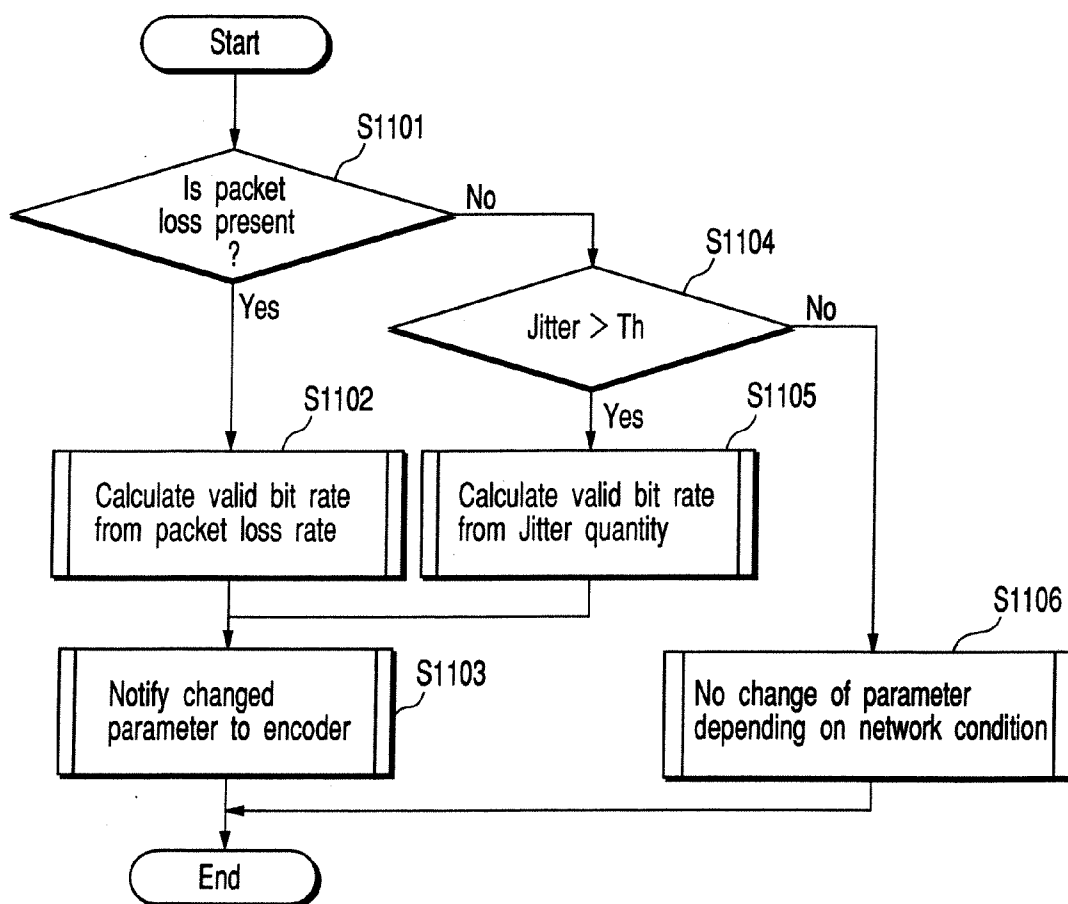 Start
S1101
Is packet
loss present
?
No
Yes
S1104
Jitter > Th
No
Yes
S1102
Calculate valid bit rate
from packet loss rate
S1105
Calculate valid bit rate
from Jitter quantity
S1103
Notify changed
parameter to encoder
S1106
No change of parameter
depending on network condition
End